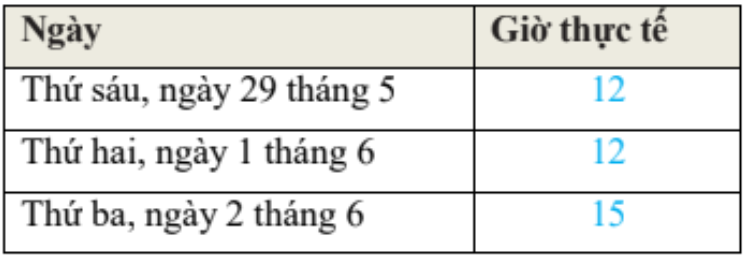 Ngày Giờ thực tế
Thứ sáu, ngày 29 tháng 5 12
Thứ hai, ngày 1 tháng 6 12
Thứ ba, ngày 2 tháng 6 15